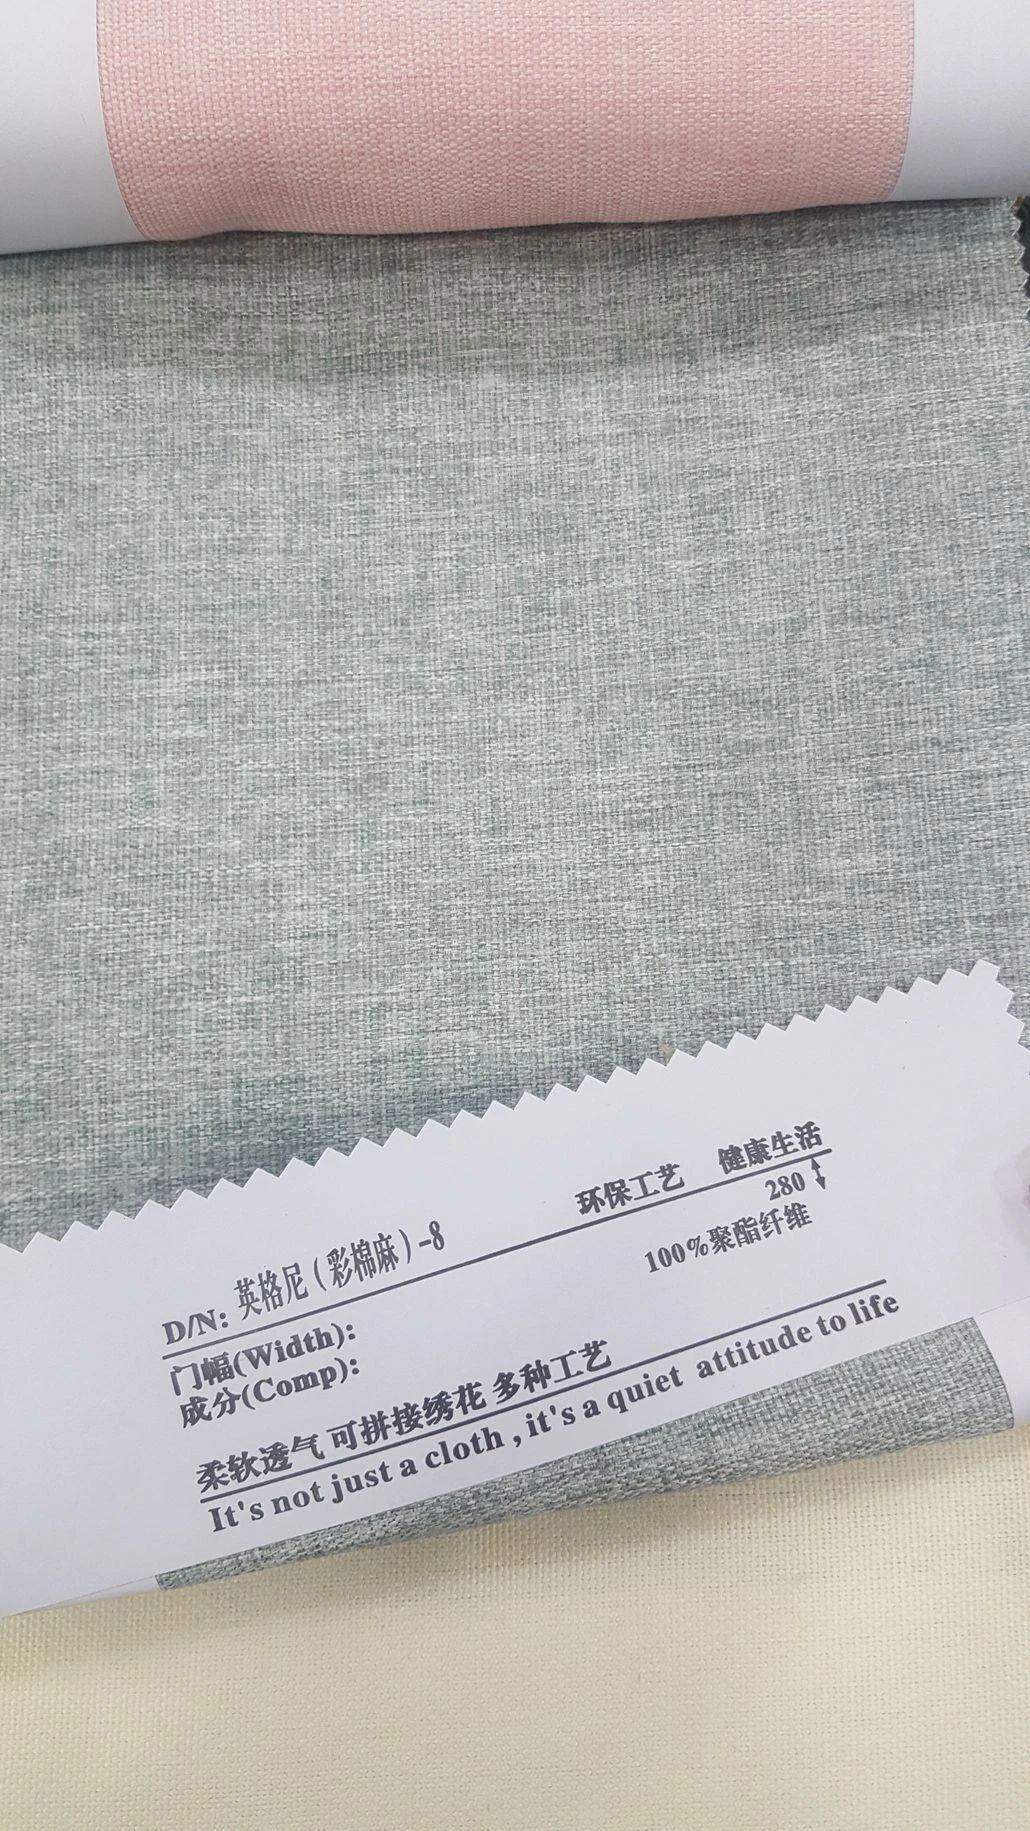 环保工艺 健康生活
D/N: 英格尼（彩棉麻）-8
门幅(Width): 280
成分(Comp): 100%聚酯纤维
柔软透气 可拼接绣花 多种工艺
It's not just a cloth , it's a quiet attitude to life